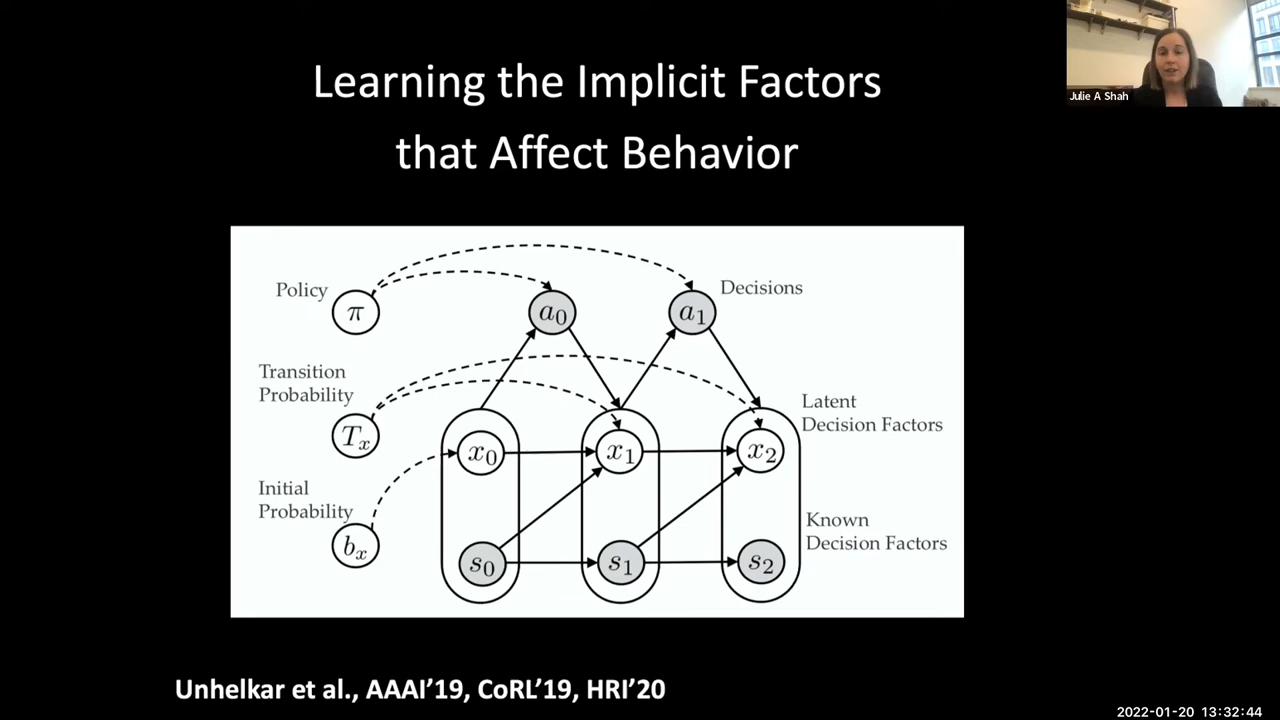 Learning the Implicit Factors
that Affect Behavior
Julie A Shah
Policy
π
a0
a1
Decisions
Transition
Probability
Tx
Latent
Decision Factors
x0
x1
x2
Initial
Probability
bx
Known
Decision Factors
s0
s1
s2
Unhelkar et al., AAAI’19, CoRL’19, HRI’20
2022-01-20 13:32:44